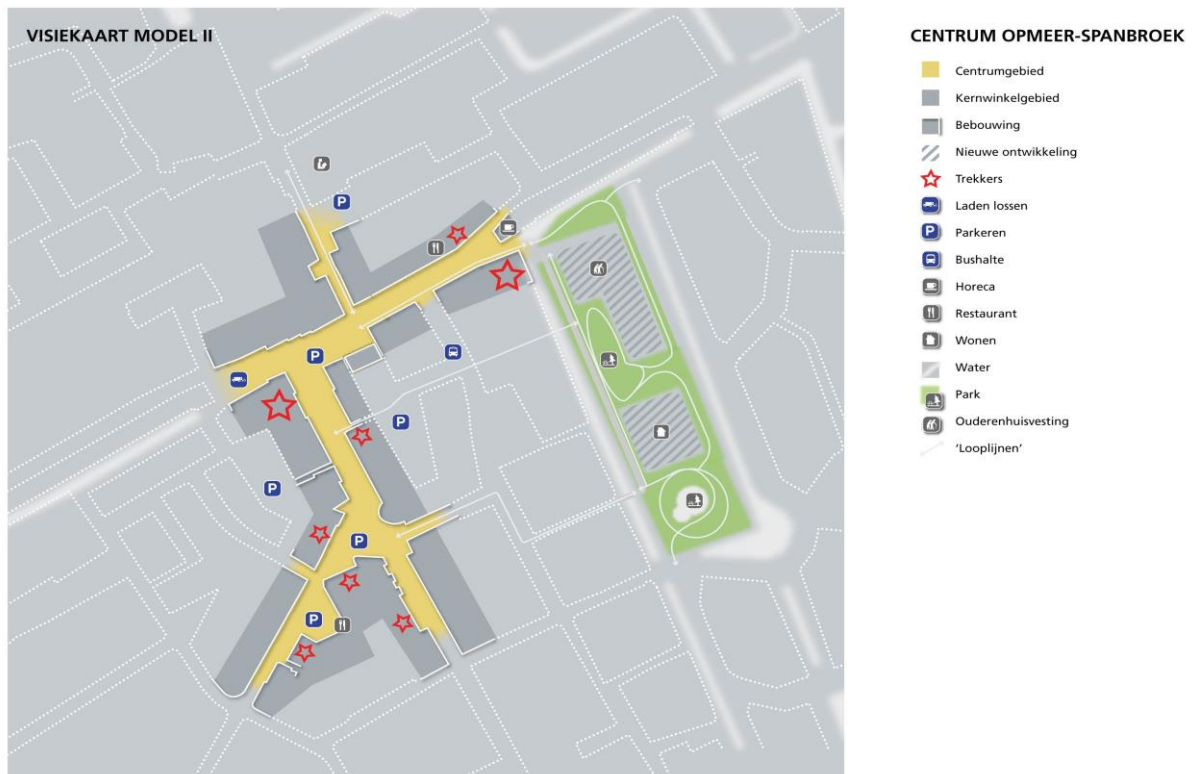 VISIEKAART MODEL II
P
P
P
P
P
P
CENTRUM OPMEER-SPANBROEK
Centrumgebied
Kernwinkelgebied
Bebouwing
Nieuwe ontwikkeling
Trekkers
Laden lossen
P Parkeren
Bushalte
Horeca
Restaurant
Wonen
Water
Park
Ouderenhuisvesting
'Looplijnen'